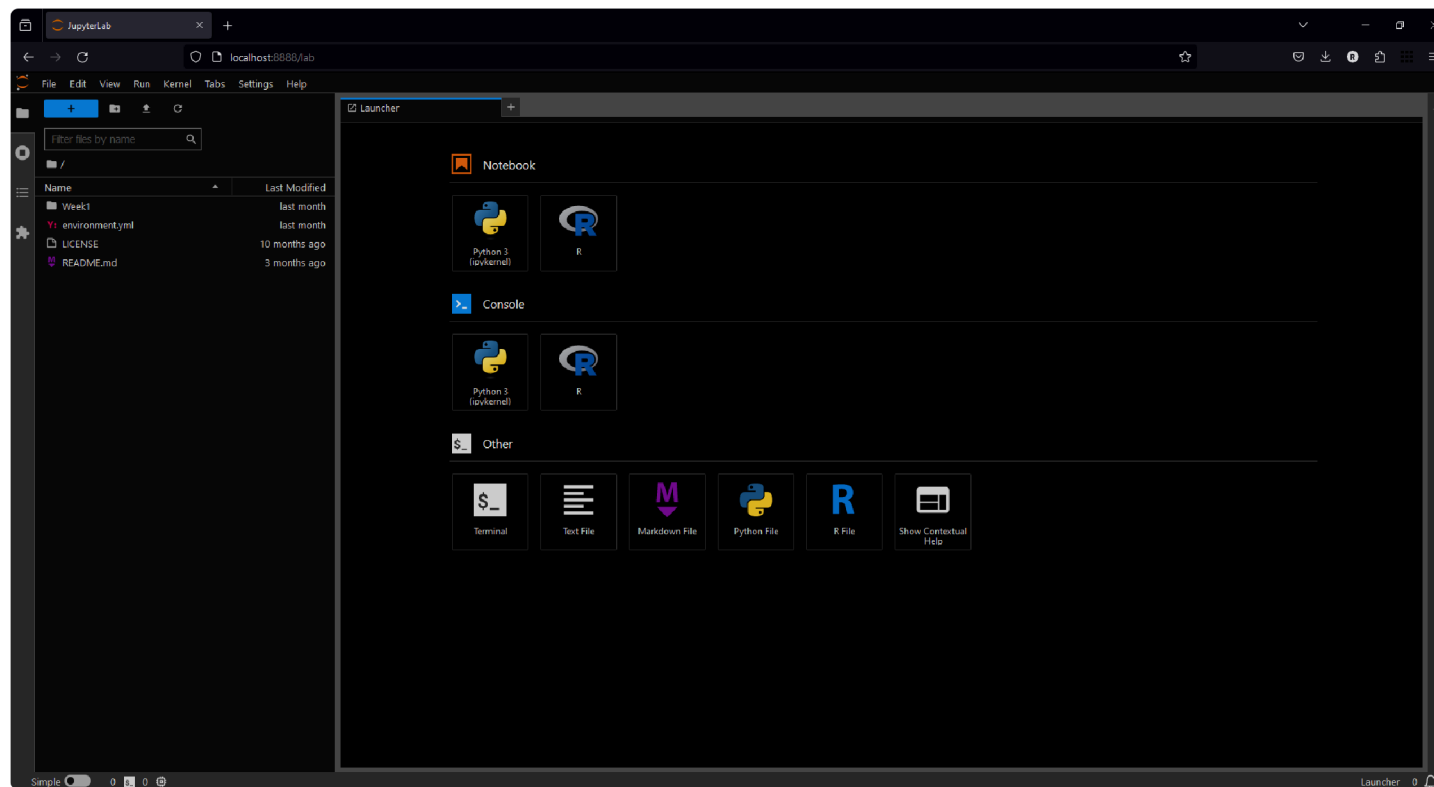 JupyterLab
localhost:8888/lab
File Edit View Run Kernel Tabs Settings Help
Launcher
Filter files by name
/
Name Last Modified
Week1 last month
environment.yml last month
LICENSE 10 months ago
README.md 3 months ago
Notebook
Python 3
(ipykernel)
R
Console
Python 3
(ipykernel)
R
$_ Other
$_
Terminal
Text File
M
Markdown File
Python File
R
R File
Show Contextual
Help
Simple 0 $_ 0 Launcher 0